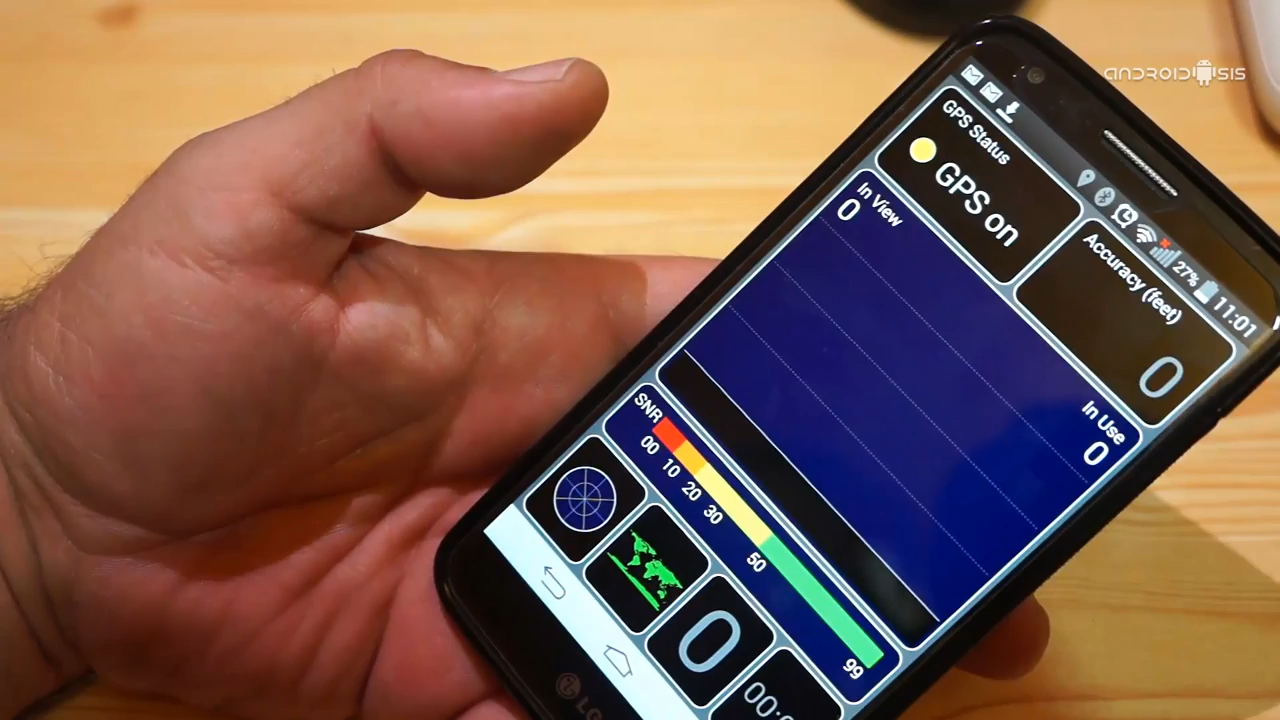 ANDROIDSIS
27% 11:01
GPS Status
GPS on
Accuracy (feet)
0
In View
0
In Use
0
SNR
00 10 20 30 50 99
0
LG